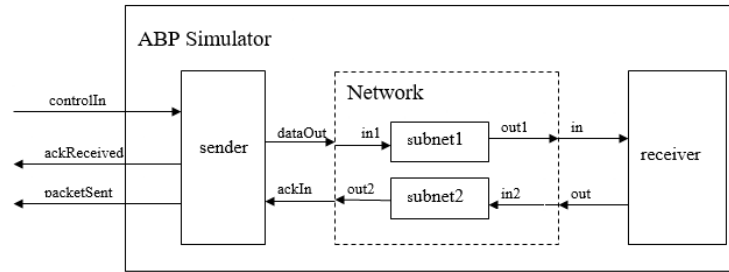 ABP Simulator
controlIn
ackReceived
packetSent
sender
dataOut
ackIn
Network
in1
subnet1
out1
out2
subnet2
in2
in
out
receiver